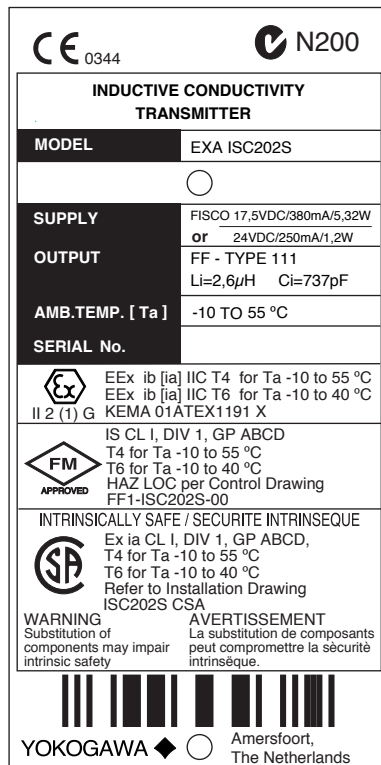 CE 0344 N200
INDUCTIVE CONDUCTIVITY
TRANSMITTER
MODEL EXA ISC202S
SUPPLY FISCO 17,5VDC/380mA/5,32W
or 24VDC/250mA/1,2W
OUTPUT FF - TYPE 111
Li=2,6µH Ci=737pF
AMB.TEMP. [ Ta ] -10 TO 55 ºC
SERIAL No.
Ex EEx ib [ia] IIC T4 for Ta -10 to 55 ºC
EEx ib [ia] IIC T6 for Ta -10 to 40 ºC
II 2 (1) G KEMA 01ATEX1191 X
IS CL I, DIV 1, GP ABCD
T4 for Ta -10 to 55 ºC
FM T6 for Ta -10 to 40 ºC
APPROVED HAZ LOC per Control Drawing
FF1-ISC202S-00
INTRINSICALLY SAFE / SECURITE INTRINSEQUE
Ex ia CL I, DIV 1, GP ABCD,
SA T4 for Ta -10 to 55 ºC
T6 for Ta -10 to 40 ºC
Refer to Installation Drawing
ISC202S CSA
WARNING
Substitution of
components may impair
intrinsic safety
AVERTISSEMENT
La substitution de composants
peut compromettre la sècûritè
intrinsëque.
YOKOGAWA Amersfoort,
The Netherlands